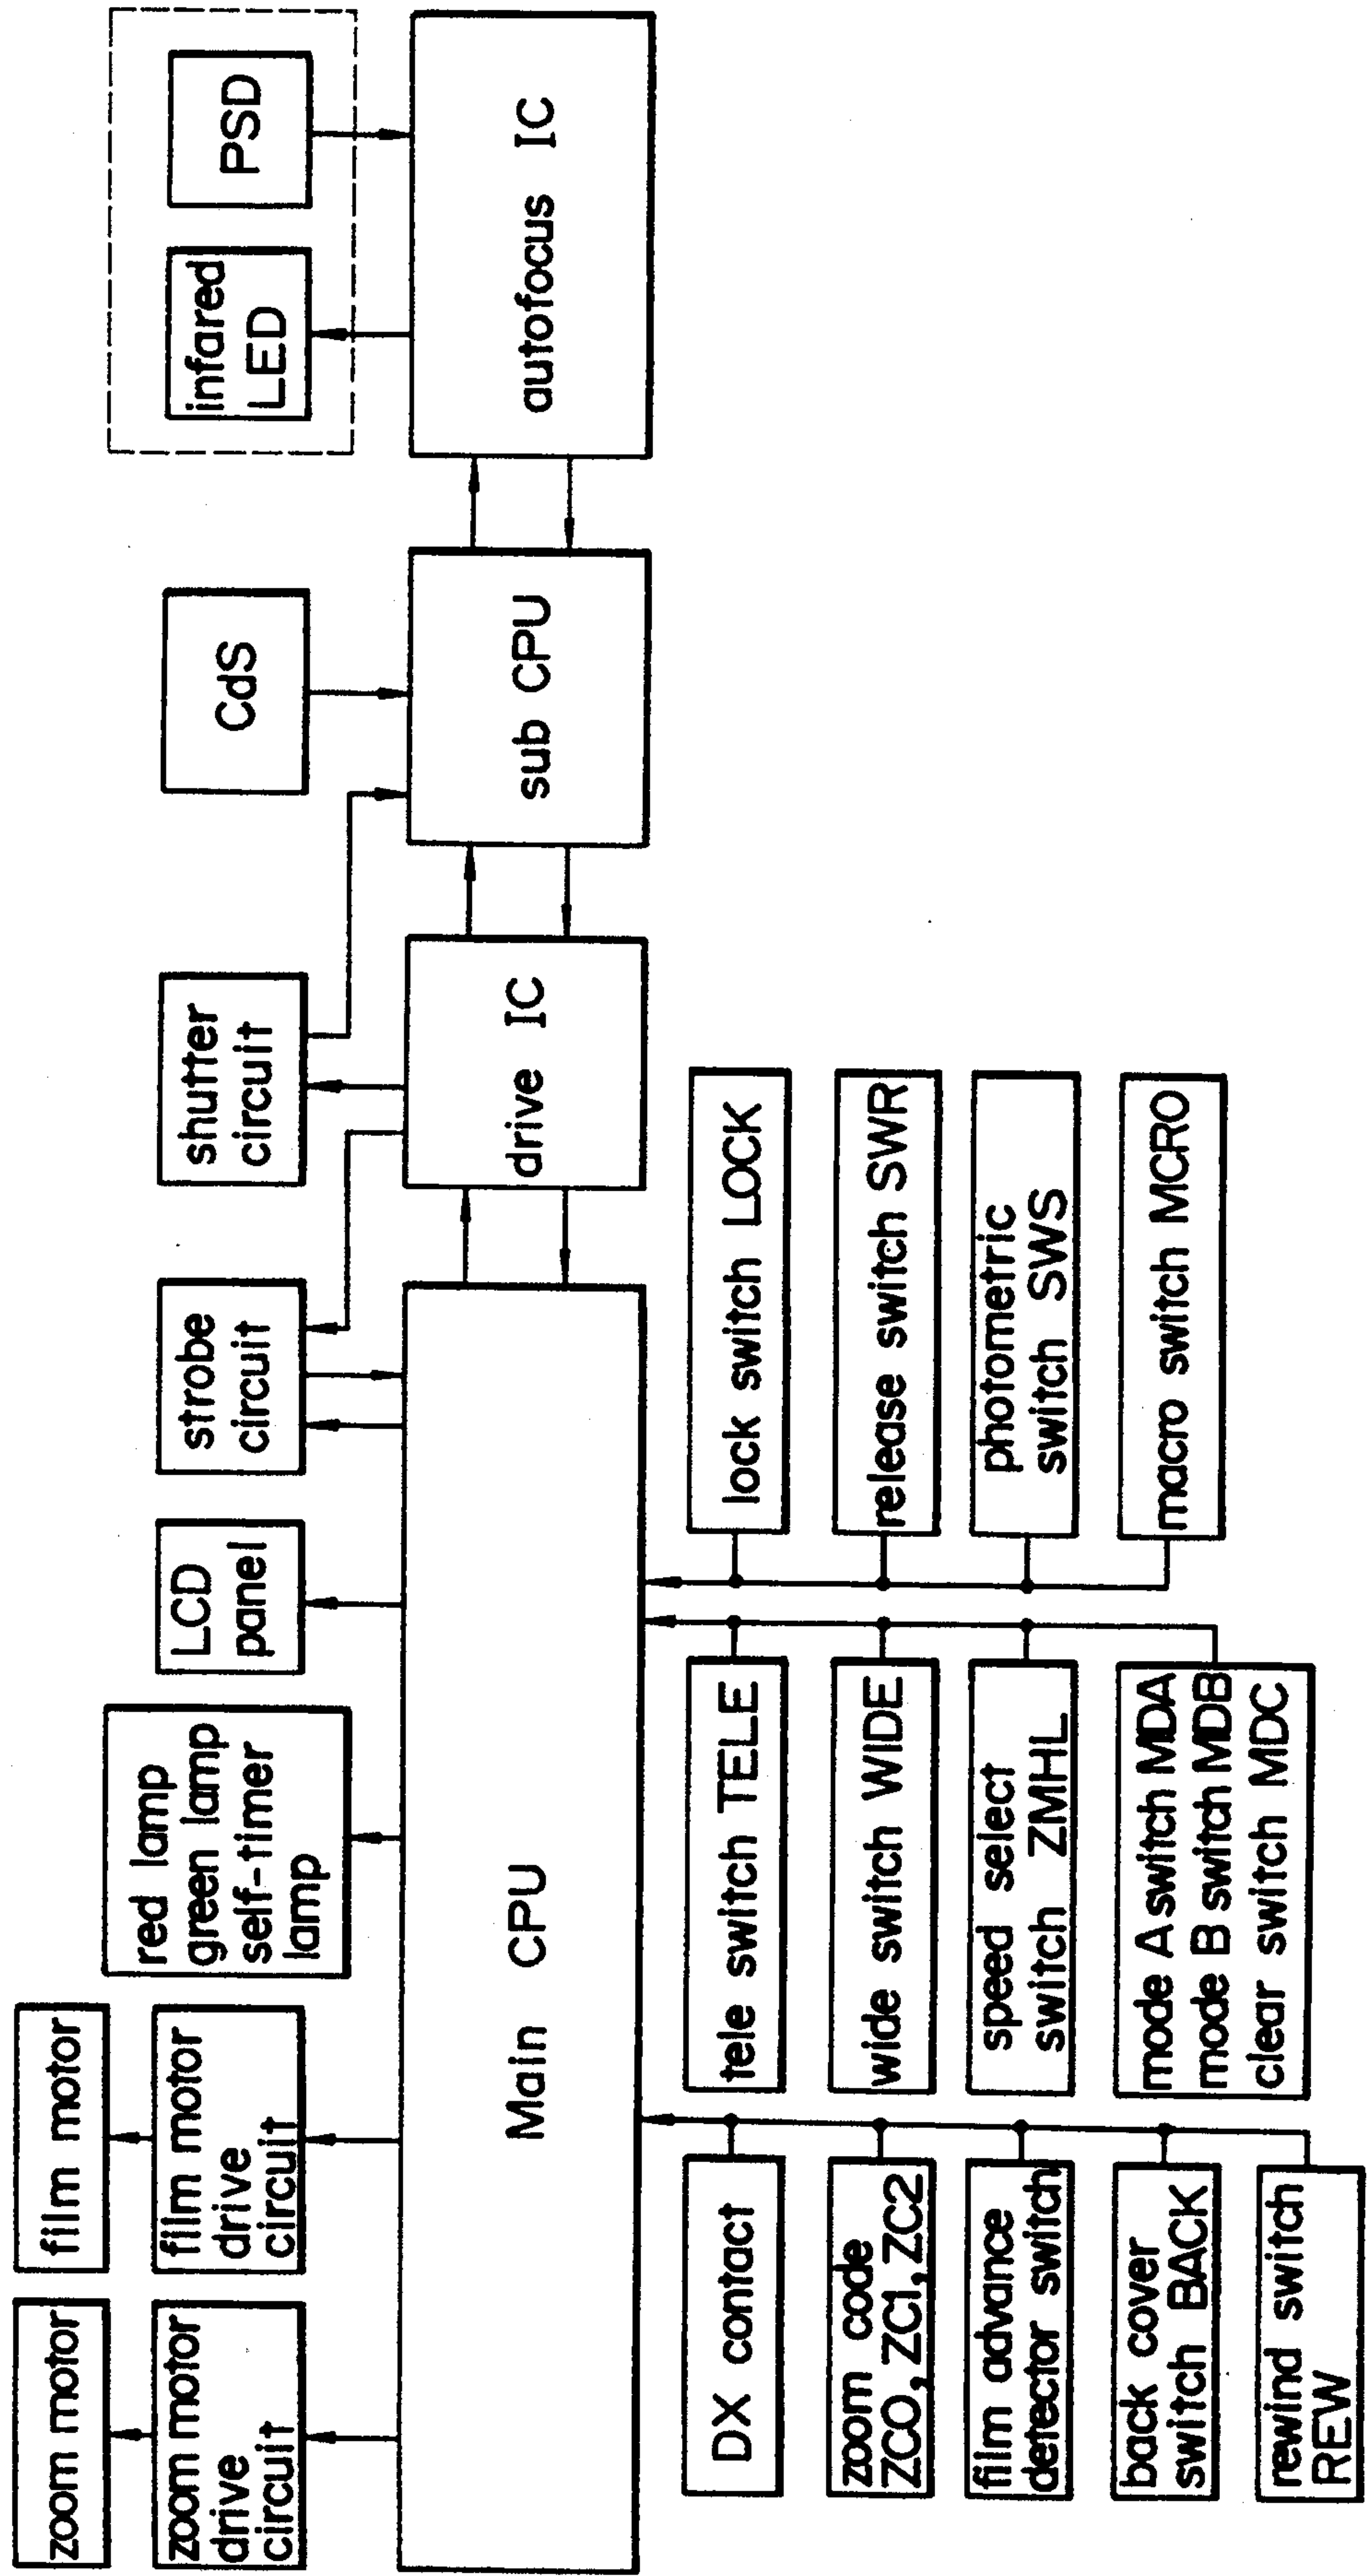 zoom motor
film motor
zoom motor
drive
circuit
film motor
drive
circuit
red lamp
green lamp
self-timer
lamp
LCD
panel
strobe
circuit
shutter
circuit
CdS
infared
LED
PSD
Main CPU
drive IC
sub CPU
autofocus IC
DX contact
zoom code
ZC0, ZC1, ZC2
film advance
detector switch
back cover
switch BACK
rewind switch
REW
tele switch TELE
wide switch WIDE
speed select
switch ZMHL
mode A switch MDA
mode B switch MDB
clear switch MDC
lock switch LOCK
release switch SWR
photometric
switch SWS
macro switch MCRO